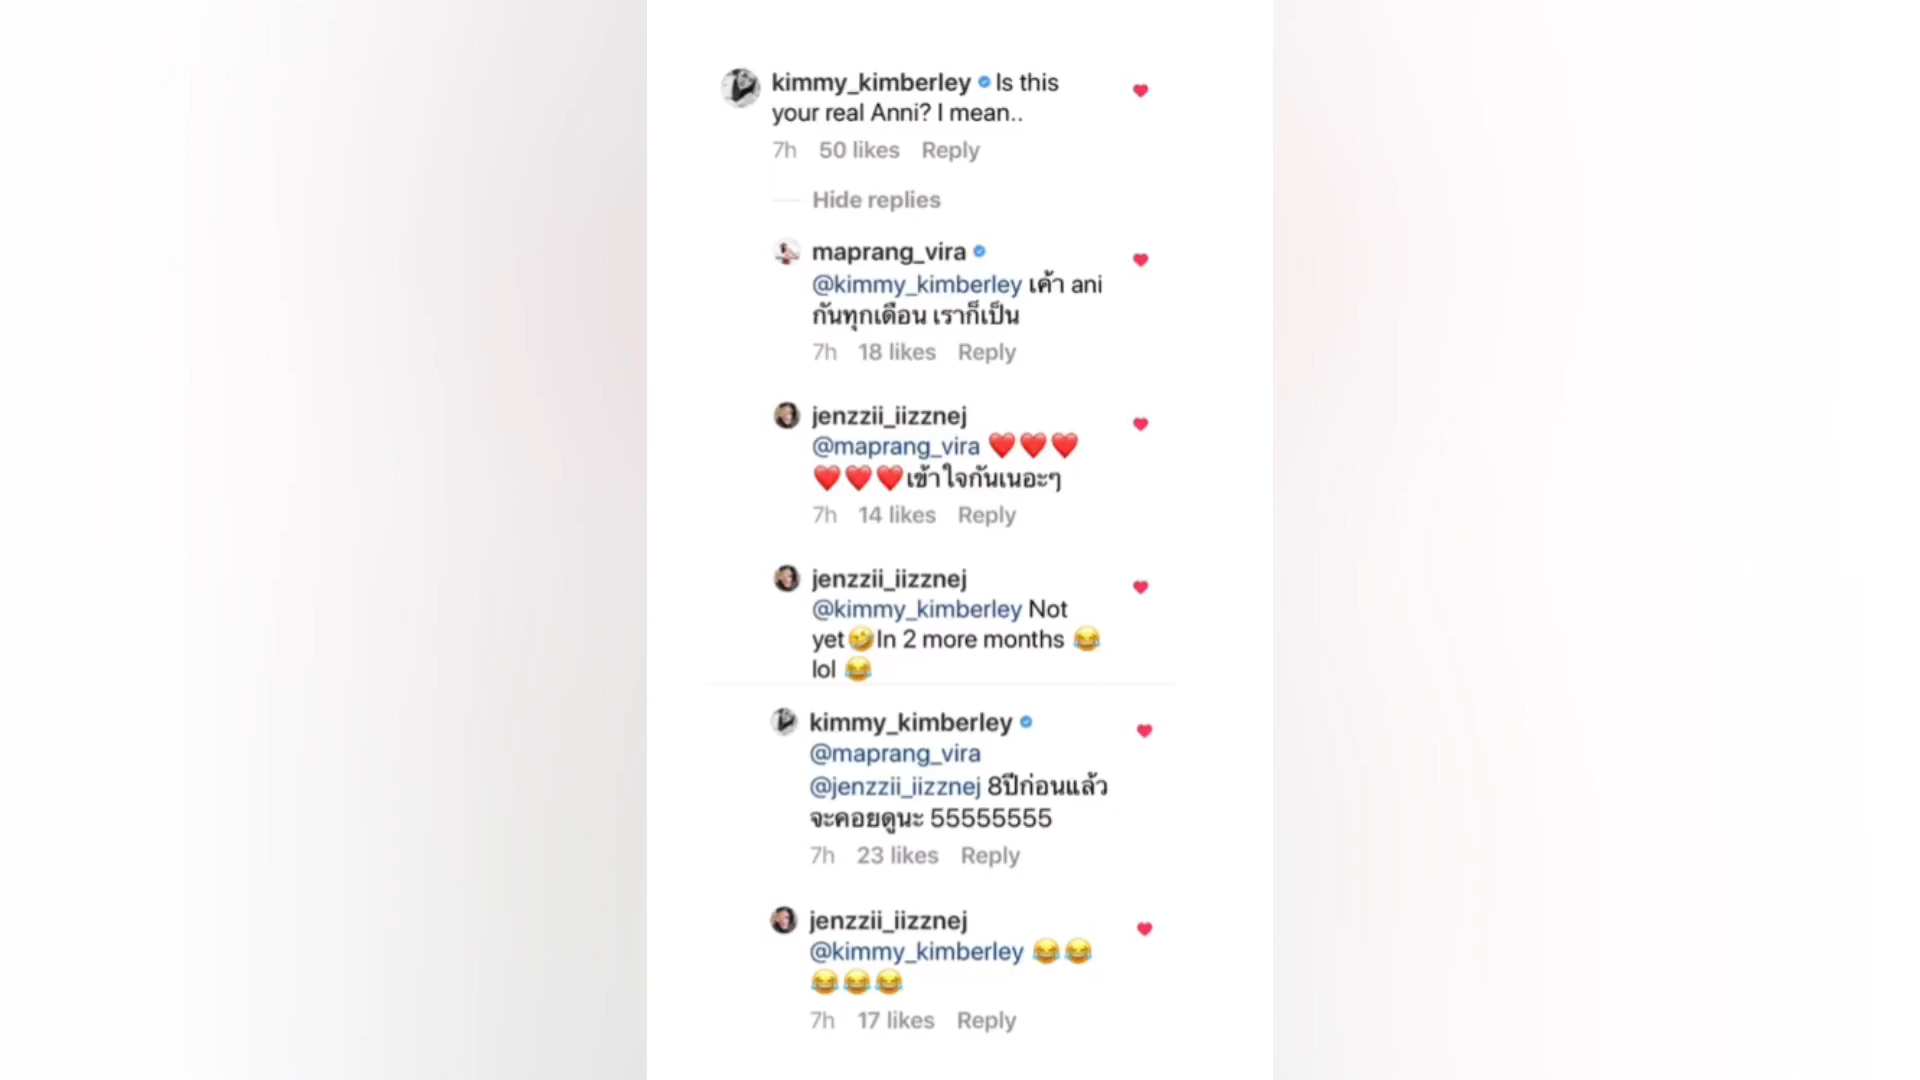 kimmy_kimberley Is this
your real Anni? I mean..
7h 50 likes Reply
Hide replies
maprang_vira
@kimmy_kimberley เค้า ani
กันทุกเดือน เราก็เป็น
7h 18 likes Reply
jenzzii_iizznej
@maprang_vira ❤️❤️❤️
❤️❤️❤️เข้าใจกันเนอะๆ
7h 14 likes Reply
jenzzii_iizznej
@kimmy_kimberley Not
yet🤣In 2 more months 😂
lol 😂
kimmy_kimberley
@maprang_vira
@jenzzii_iizznej 8ปีก่อนแล้ว
จะคอยดูนะ 55555555
7h 23 likes Reply
jenzzii_iizznej
@kimmy_kimberley 😂😂
😂😂😂
7h 17 likes Reply